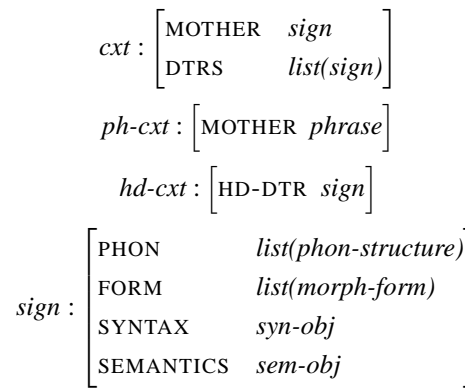 cxt : [MOTHER sign
DTRS list(sign)]
ph-cxt : [MOTHER phrase]
hd-cxt : [HD-DTR sign]
sign : [PHON list(phon-structure)
FORM list(morph-form)
SYNTAX syn-obj
SEMANTICS sem-obj]